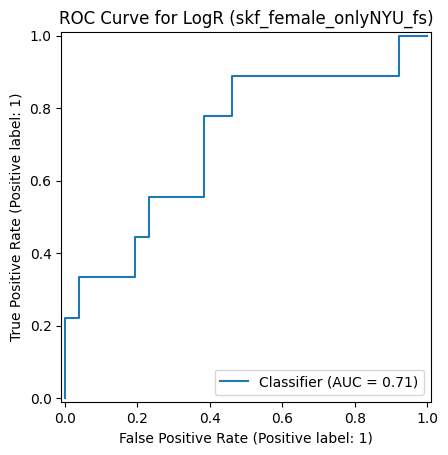 ROC Curve for LogR (skf_female_onlyNYU_fs)
True Positive Rate (Positive label: 1)
1.0
0.8
0.6
0.4
0.2
0.0
Classifier (AUC = 0.71)
0.0 0.2 0.4 0.6 0.8 1.0
False Positive Rate (Positive label: 1)